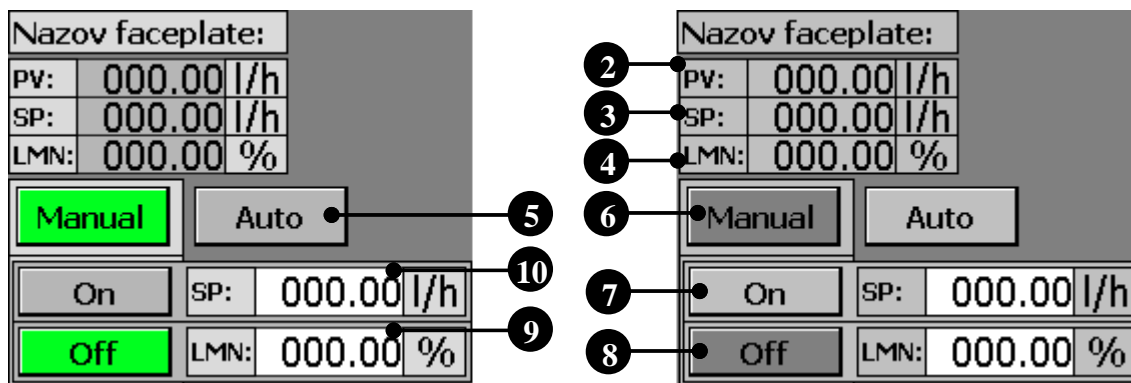 Nazov faceplate:
PV: 000.00 l/h
SP: 000.00 l/h
LMN: 000.00 %
Manual Auto 5
10
On SP: 000.00 l/h
Off LMN: 000.00 % 9
Nazov faceplate:
2 PV: 000.00 l/h
3 SP: 000.00 l/h
4 LMN: 000.00 %
6 Manual Auto
7 On SP: 000.00 l/h
8 Off LMN: 000.00 %